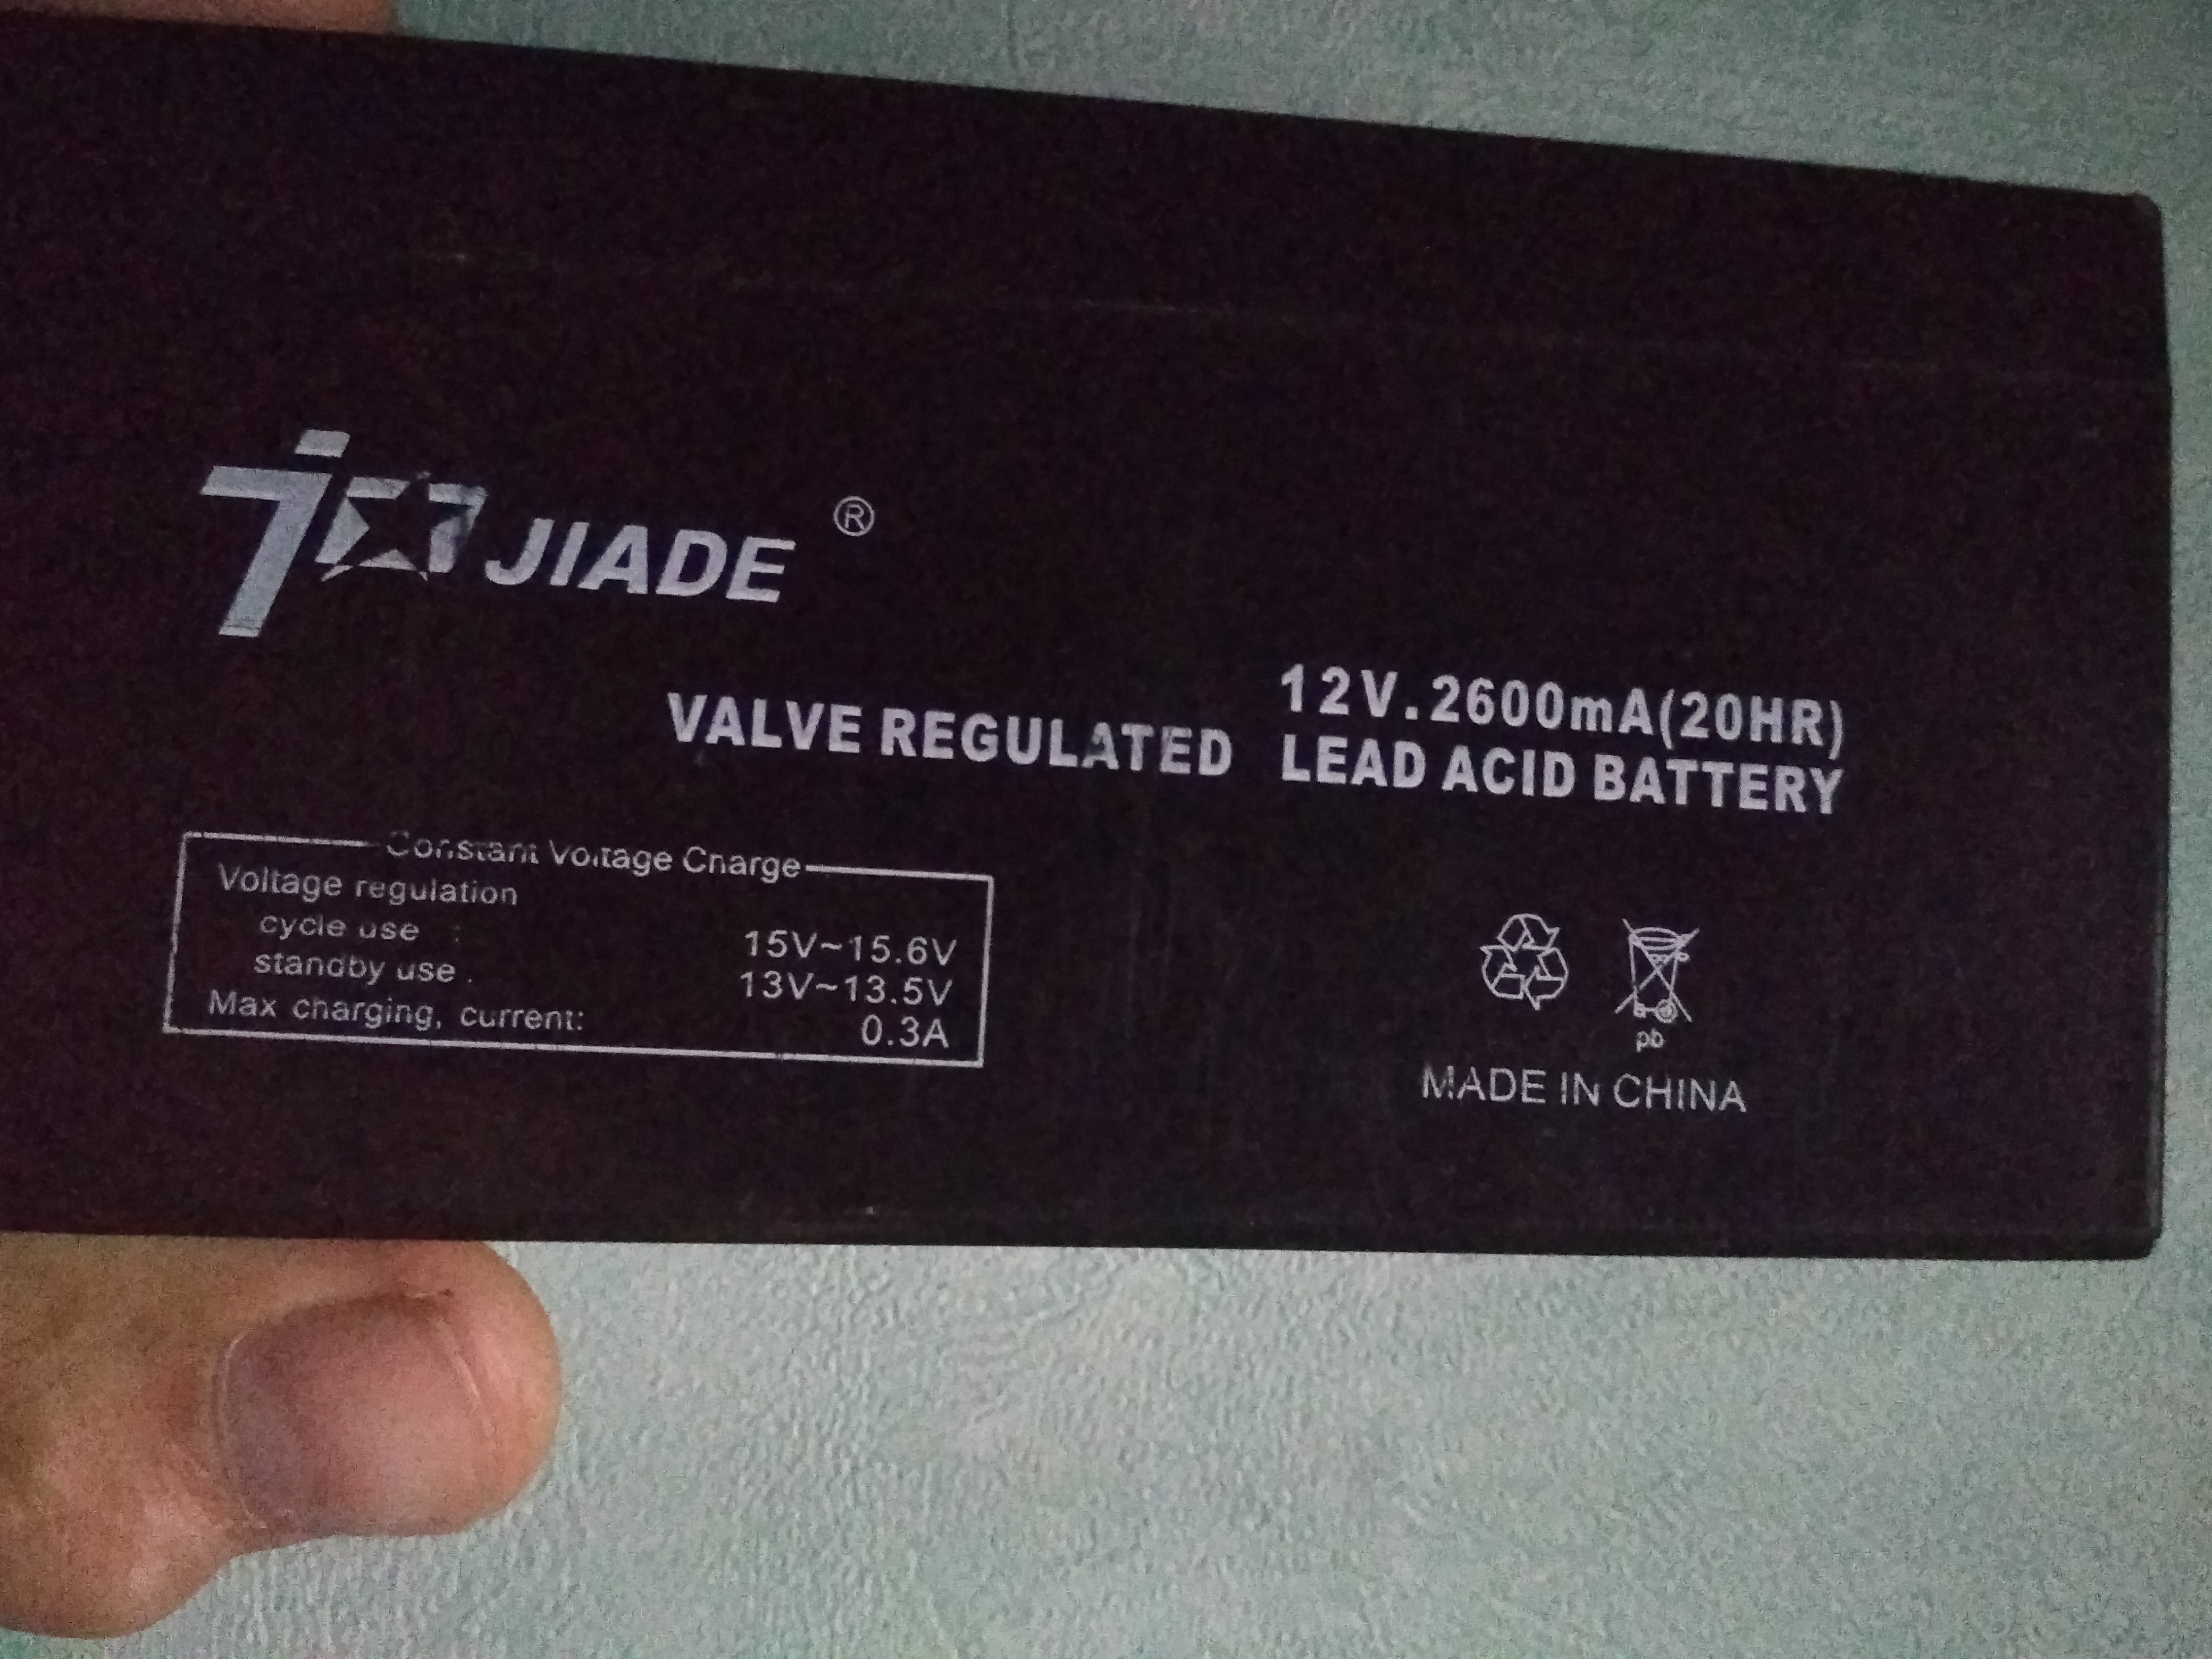 JIADE ®
12V.2600mA(20HR)
VALVE REGULATED LEAD ACID BATTERY
Constant Voltage Charge
Voltage regulation
cycle use : 15V~15.6V
standby use . 13V~13.5V
Max charging, current: 0.3A
pb
MADE IN CHINA